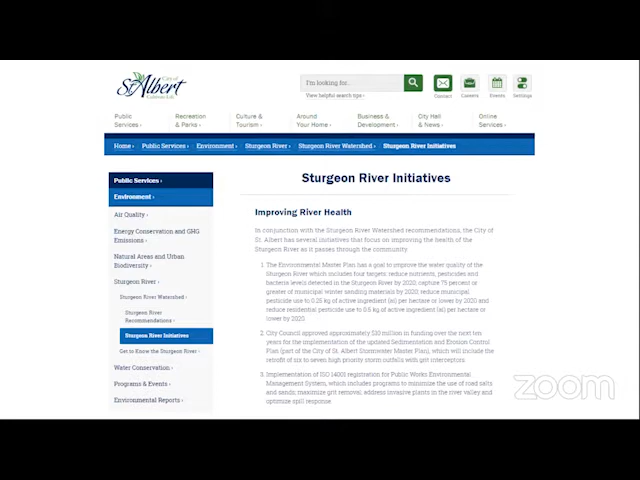 City of
St. Albert
Cultivate Life
I'm looking for...
View helpful search tips ›
Contact
Careers
Events
Settings
Public
Services ›
Recreation
& Parks ›
Culture &
Tourism ›
Around
Your Home ›
Business &
Development ›
City Hall
& News ›
Online
Services ›
Home › Public Services › Environment › Sturgeon River › Sturgeon River Watershed › Sturgeon River Initiatives
Public Services ›
Environment ›
Air Quality ›
Energy Conservation and GHG
Emissions ›
Natural Areas and Urban
Biodiversity ›
Sturgeon River ›
Sturgeon River Watershed ›
Sturgeon River
Recommendations ›
Sturgeon River Initiatives
Get to Know the Sturgeon River ›
Water Conservation ›
Programs & Events ›
Environmental Reports ›
Sturgeon River Initiatives
Improving River Health
In conjunction with the Sturgeon River Watershed recommendations, the City of
St. Albert has several initiatives that focus on improving the health of the
Sturgeon River as it passes through the community.
1. The Environmental Master Plan has a goal to improve the water quality of the
Sturgeon River which includes four targets: reduce nutrients, pesticides and
bacteria levels detected in the Sturgeon River by 2020; capture 75 percent or
greater of municipal winter sanding materials by 2020; reduce municipal
pesticide use to 0.25 kg of active ingredient (ai) per hectare or lower by 2020 and
reduce residential pesticide use to 0.5 kg of active ingredient (ai) per hectare or
lower by 2020.
2. City Council approved approximately $10 million in funding over the next ten
years for the implementation of the updated Sedimentation and Erosion Control
Plan (part of the City of St. Albert Stormwater Master Plan), which will include the
retrofit of six to seven high priority storm outfalls with grit interceptors.
3. Implementation of ISO 14001 registration for Public Works Environmental
Management System, which includes programs to minimize the use of road salts
and sands; maximize grit removal; address invasive plants in the river valley and
optimize spill response.
zoom